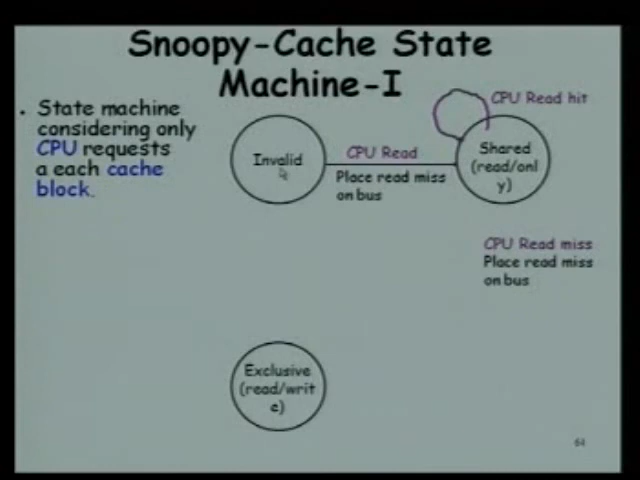 Snoopy-Cache State
Machine-I
. State machine
considering only
CPU requests
a each cache
block.
Invalid
CPU Read
Place read miss
on bus
CPU Read hit
Shared
(read/onl
y)
CPU Read miss
Place read miss
on bus
Exclusive
(read/writ
e)
64